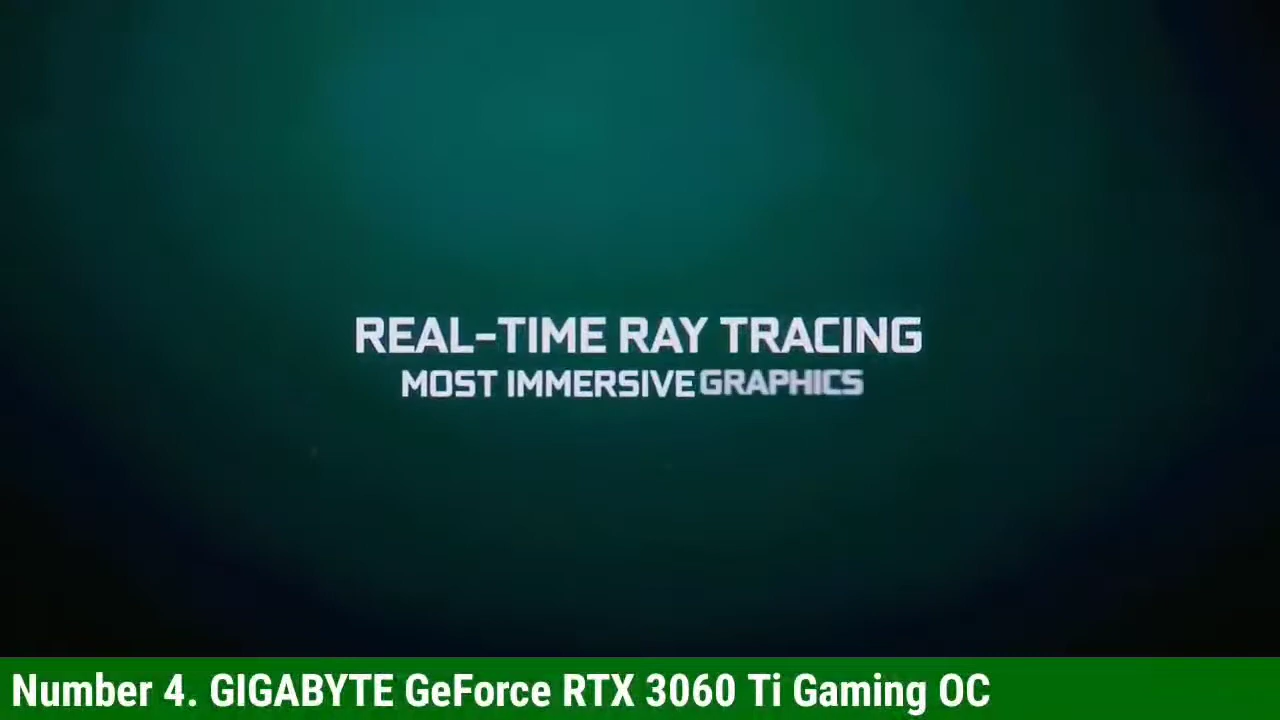 REAL-TIME RAY TRACING
MOST IMMERSIVE GRAPHICS
Number 4. GIGABYTE GeForce RTX 3060 Ti Gaming OC